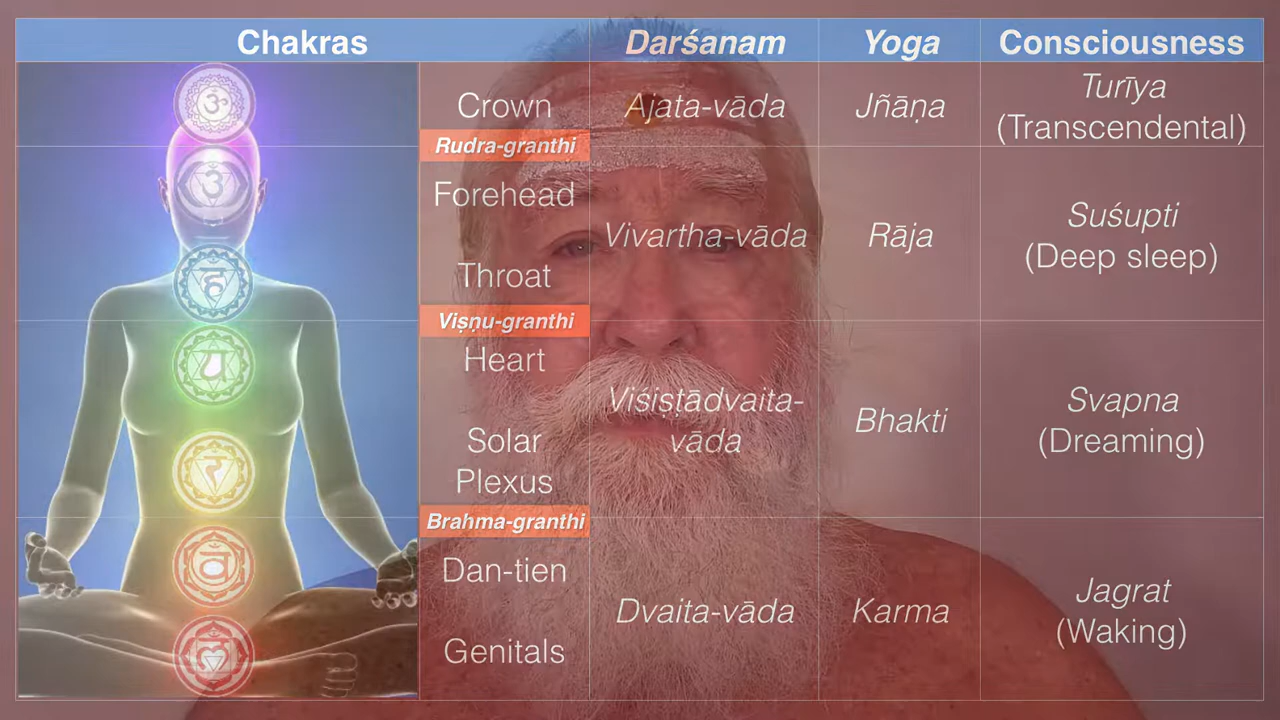 Chakras Darśanam Yoga Consciousness
Crown Ajata-vāda Jñāṇa Turīya
(Transcendental)
Rudra-granthi
Forehead
Vivartha-vāda Rāja Suśupti
(Deep sleep)
Throat
Viṣṇu-granthi
Heart
Viśiṣṭādvaita-
vāda Bhakti Svapna
(Dreaming)
Solar
Plexus
Brahma-granthi
Dan-tien
Dvaita-vāda Karma Jagrat
(Waking)
Genitals
ॐ
ॐ
हं
यं
रं
वं
लं